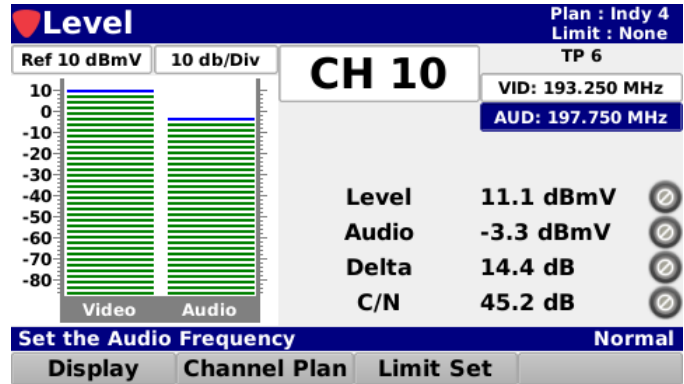 Level
Plan : Indy 4
Limit : None
Ref 10 dBmV
10 db/Div
CH 10
TP 6
VID: 193.250 MHz
AUD: 197.750 MHz
10
0
-10
-20
-30
-40
-50
-60
-70
-80
Video Audio
Level 11.1 dBmV
Audio -3.3 dBmV
Delta 14.4 dB
C/N 45.2 dB
Set the Audio Frequency Normal
Display Channel Plan Limit Set